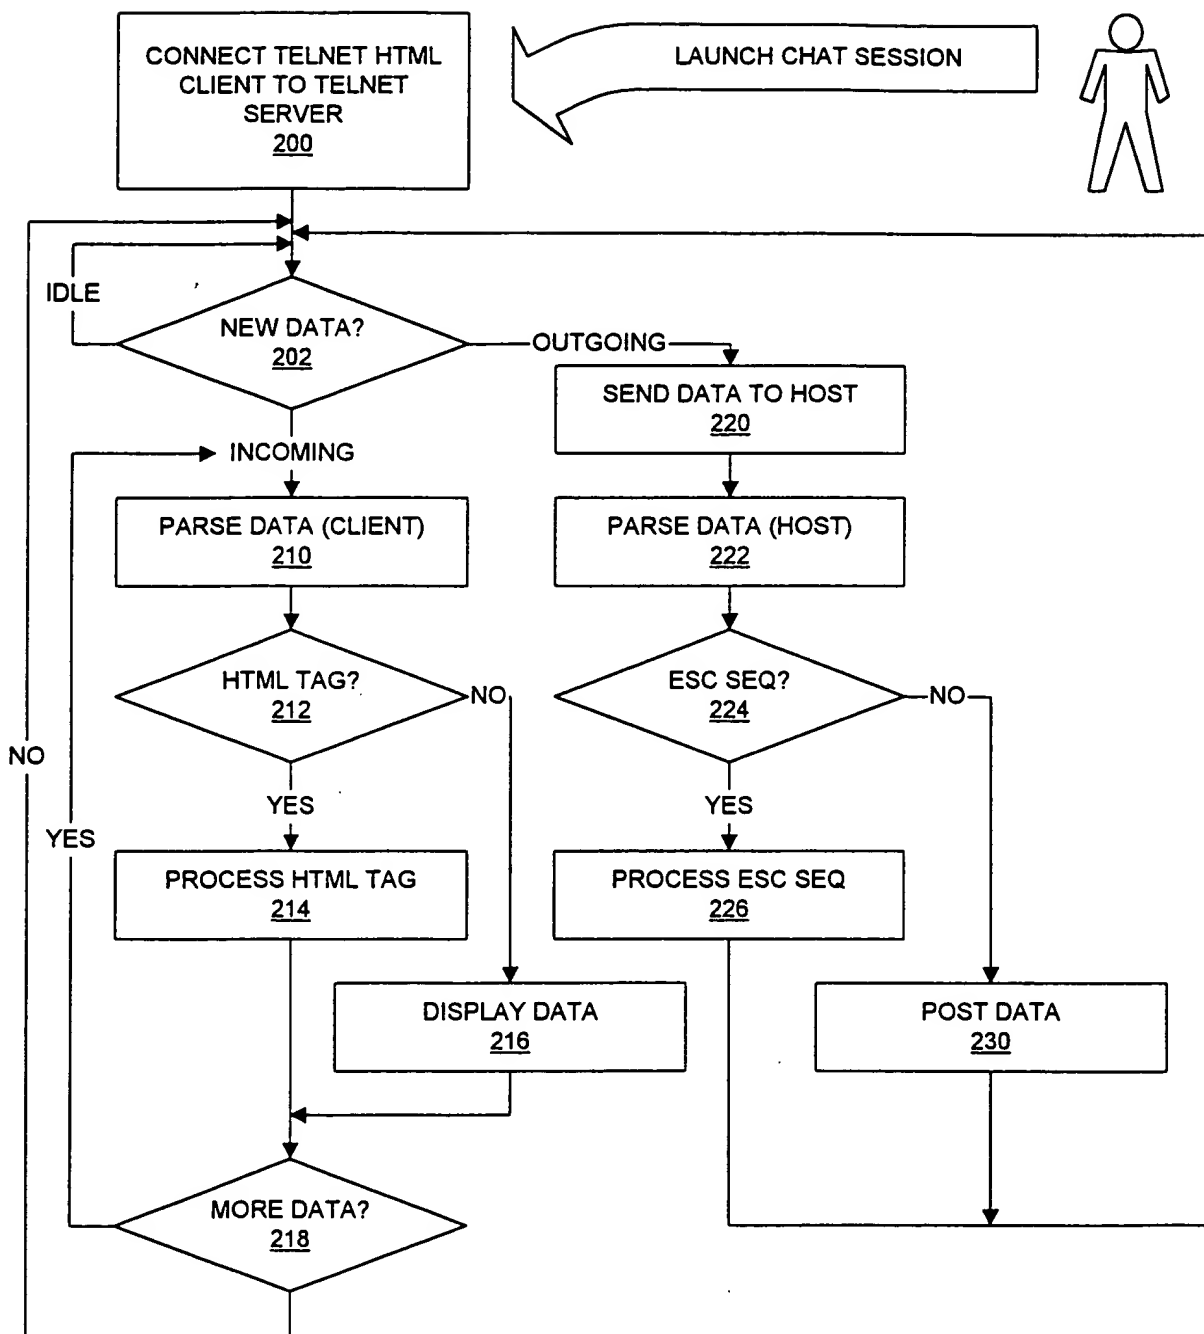 CONNECT TELNET HTML
CLIENT TO TELNET
SERVER
200
LAUNCH CHAT SESSION
IDLE
NEW DATA?
202
OUTGOING
SEND DATA TO HOST
220
INCOMING
PARSE DATA (CLIENT)
210
PARSE DATA (HOST)
222
HTML TAG?
212
NO
ESC SEQ?
224
NO
NO
YES
YES
YES
PROCESS HTML TAG
214
PROCESS ESC SEQ
226
DISPLAY DATA
216
POST DATA
230
MORE DATA?
218